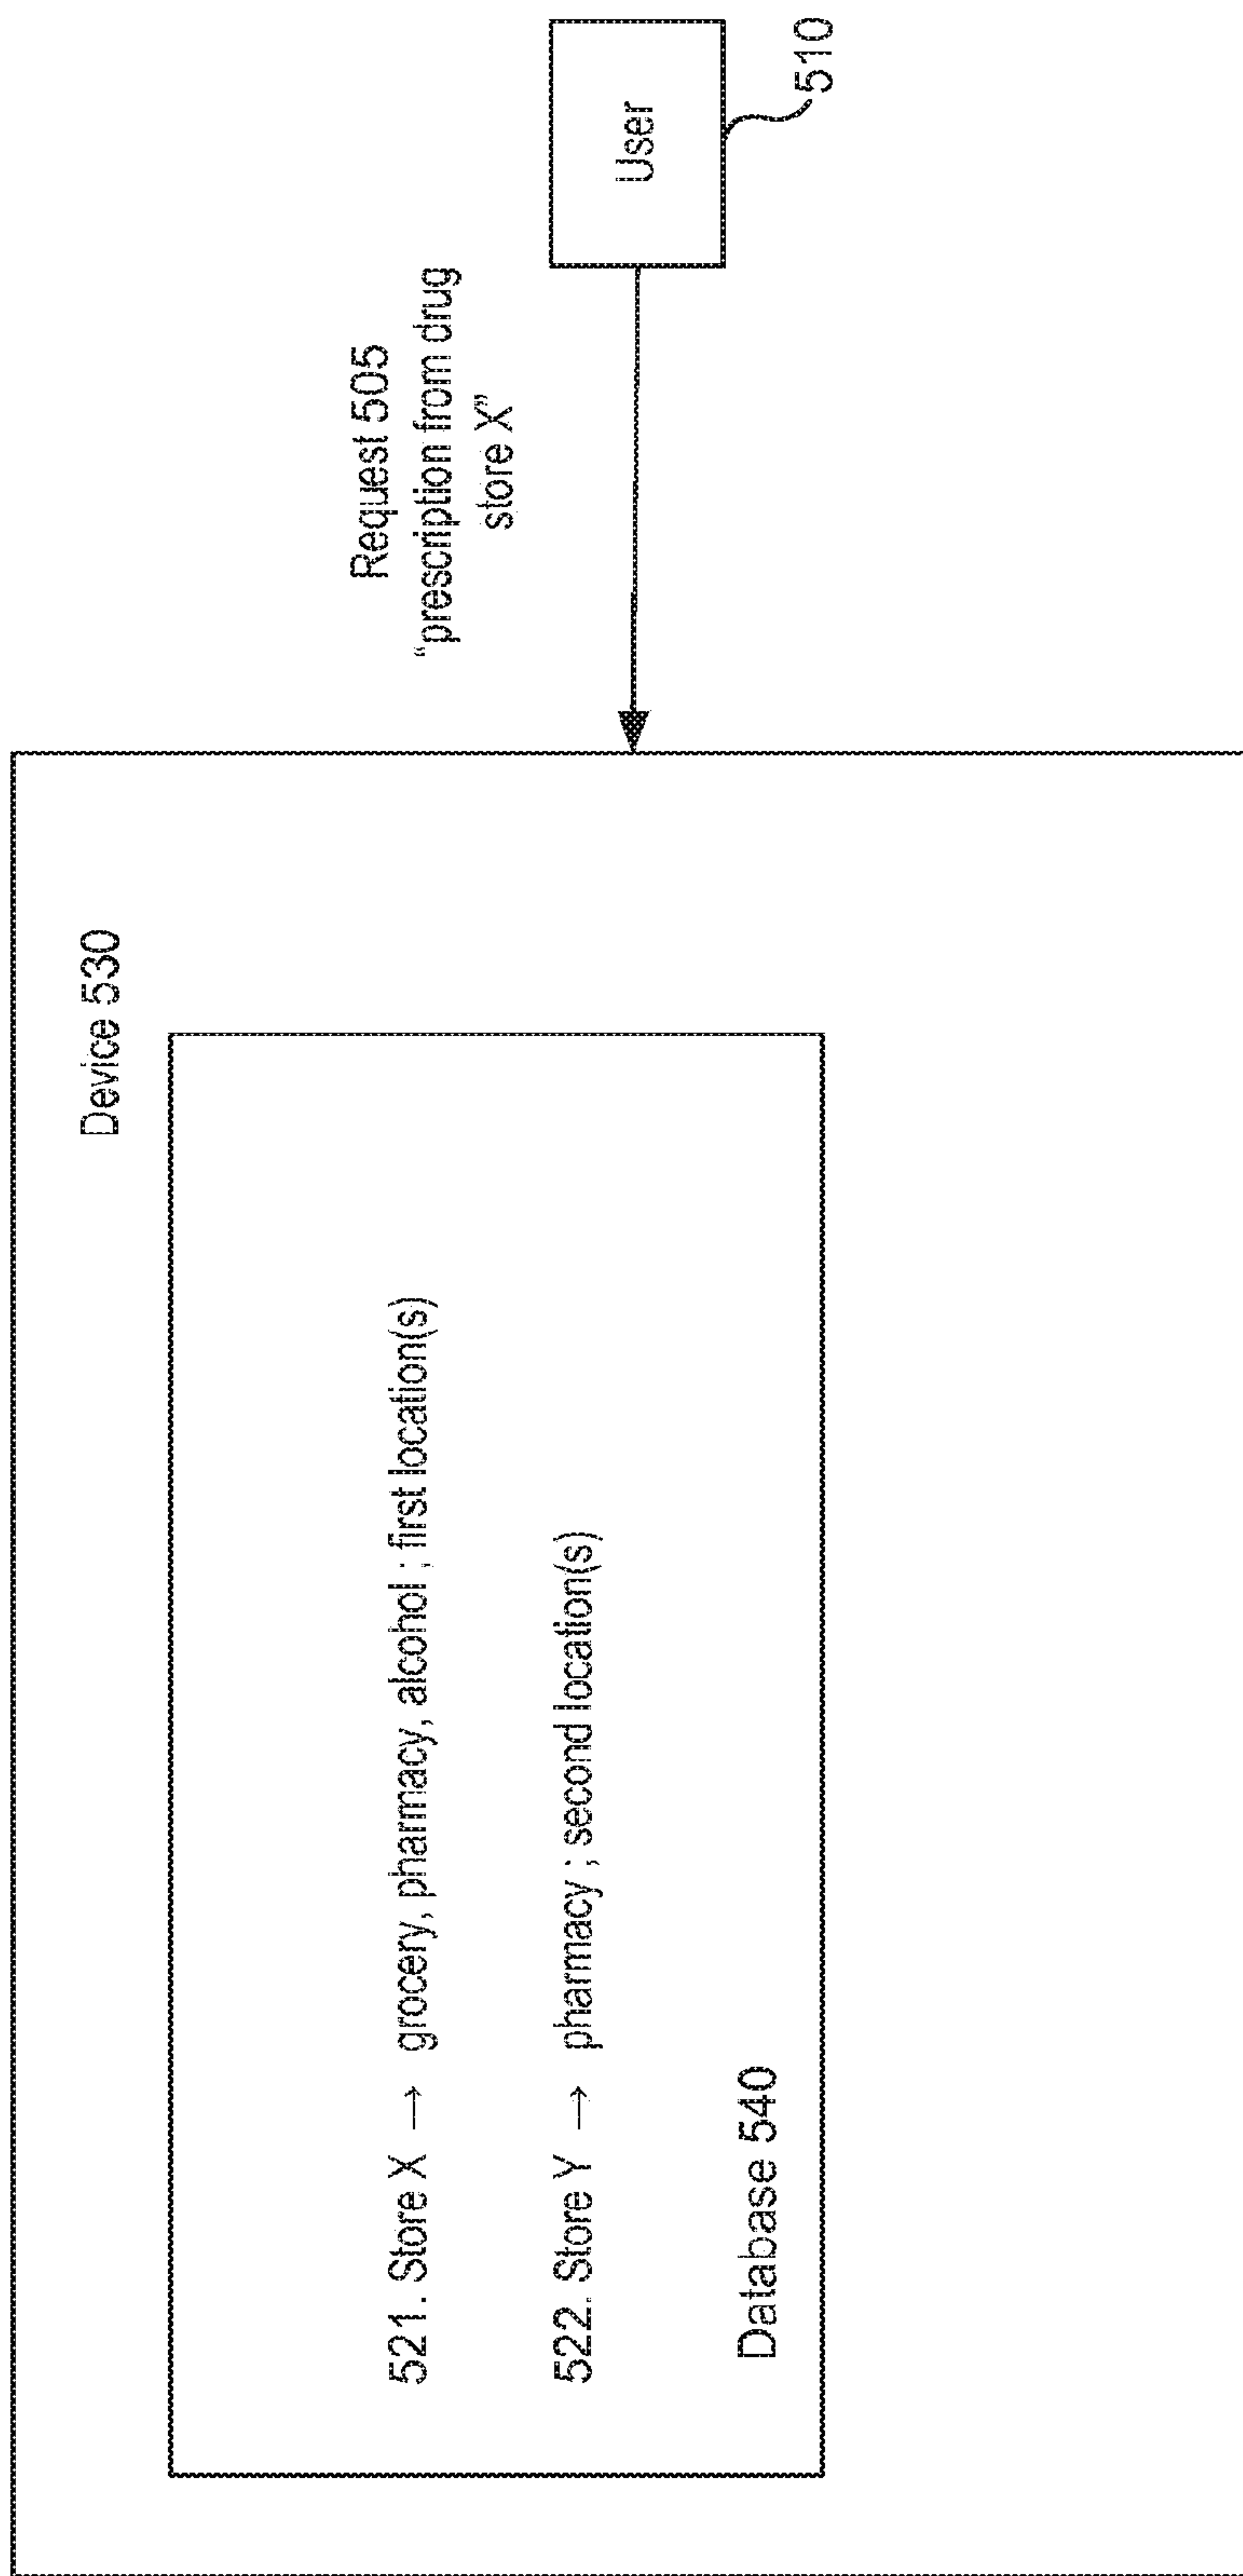 Device 530
521. Store X → grocery, pharmacy, alcohol ; first location(s)
522. Store Y → pharmacy ; second location(s)
Database 540
Request 505
“prescription from drug
store X”
User
510